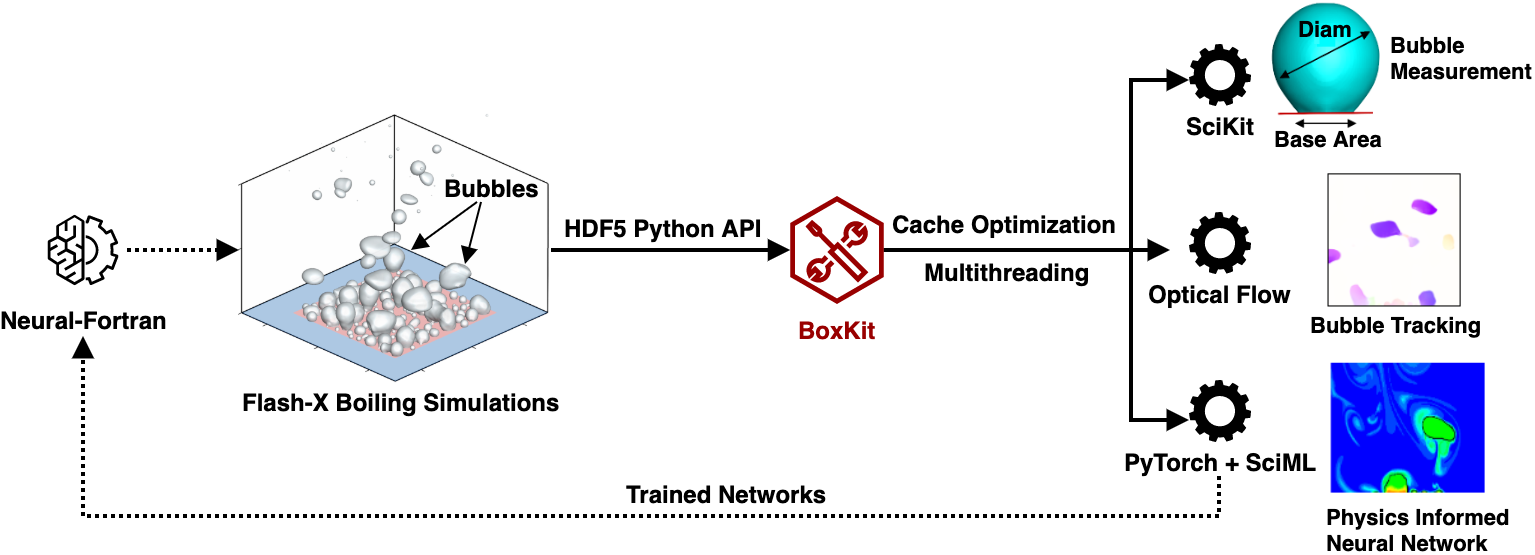 Neural-Fortran
Bubbles
Flash-X Boiling Simulations
HDF5 Python API
BoxKit
Cache Optimization
Multithreading
SciKit
Diam
Base Area
Bubble
Measurement
Optical Flow
Bubble Tracking
PyTorch + SciML
Physics Informed
Neural Network
Trained Networks